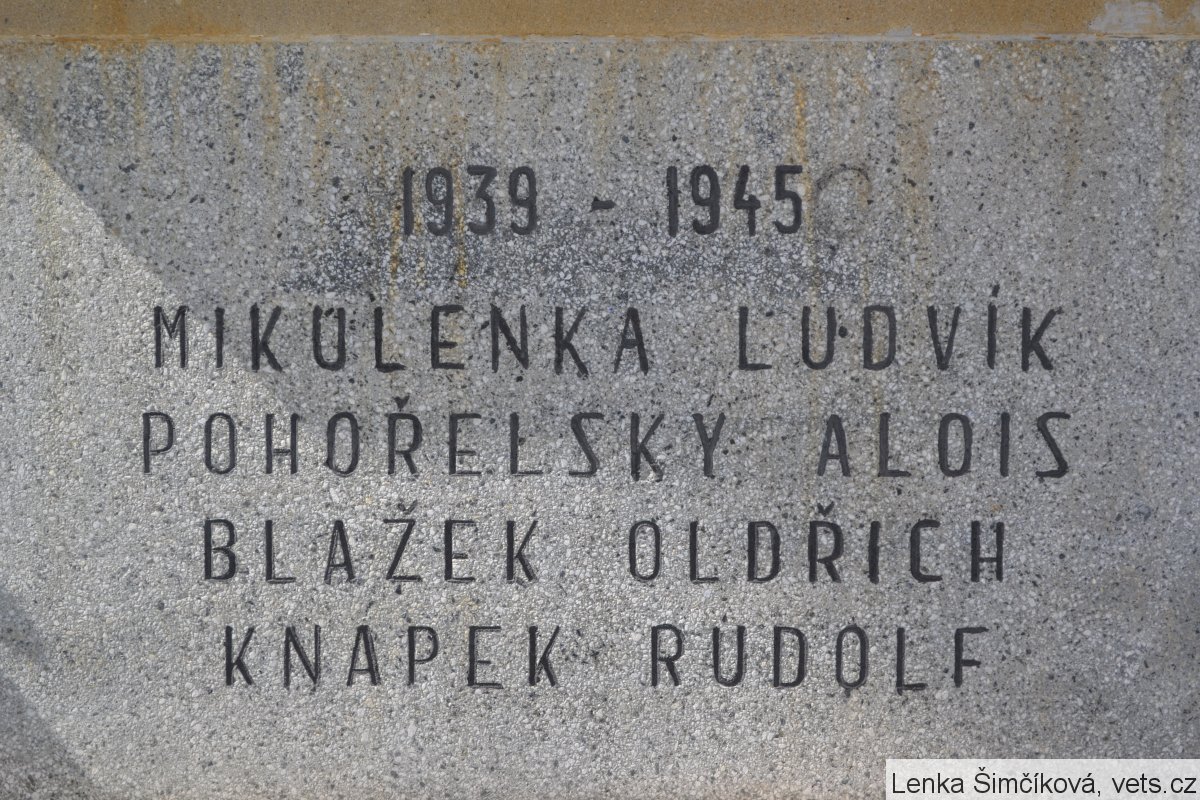 1939 - 1945
MIKULENKA LUDVÍK
POHOŘELSKY ALOIS
BLAŽEK OLDŘICH
KNAPEK RUDOLF
Lenka Šimčíková, vets.cz